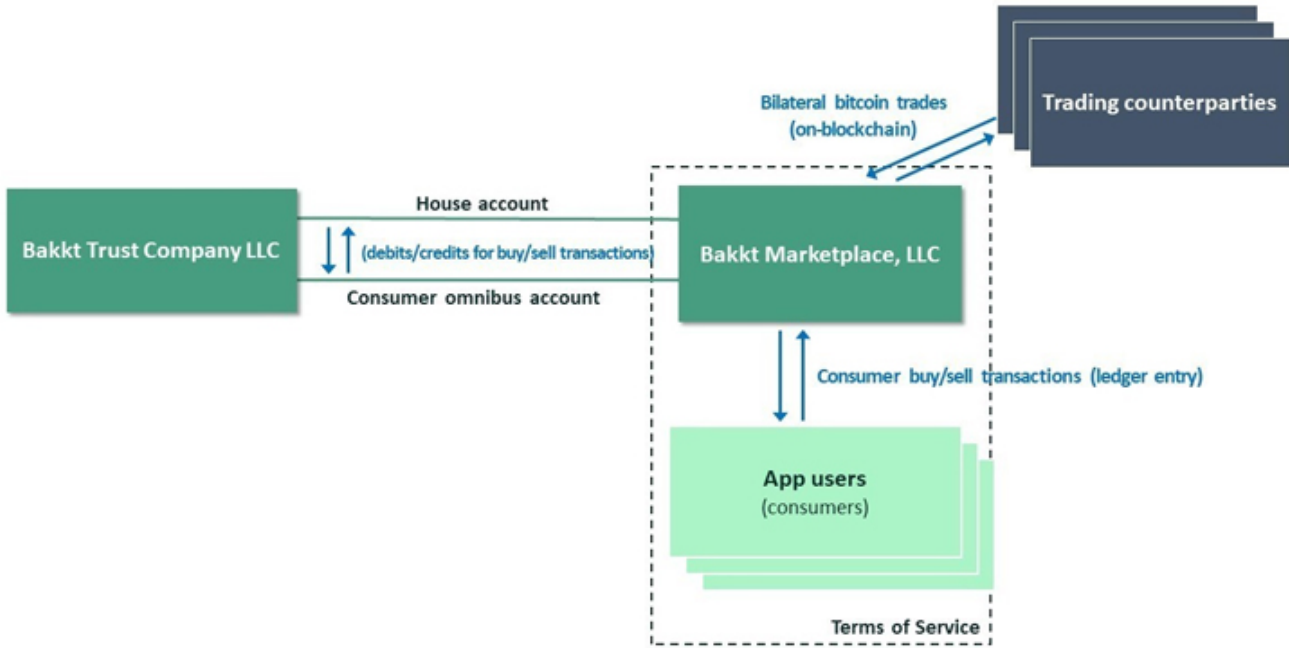 Trading counterparties
Bilateral bitcoin trades
(on-blockchain)
House account
Bakkt Trust Company LLC
(debits/credits for buy/sell transactions)
Bakkt Marketplace, LLC
Consumer omnibus account
Consumer buy/sell transactions (ledger entry)
App users
(consumers)
Terms of Service